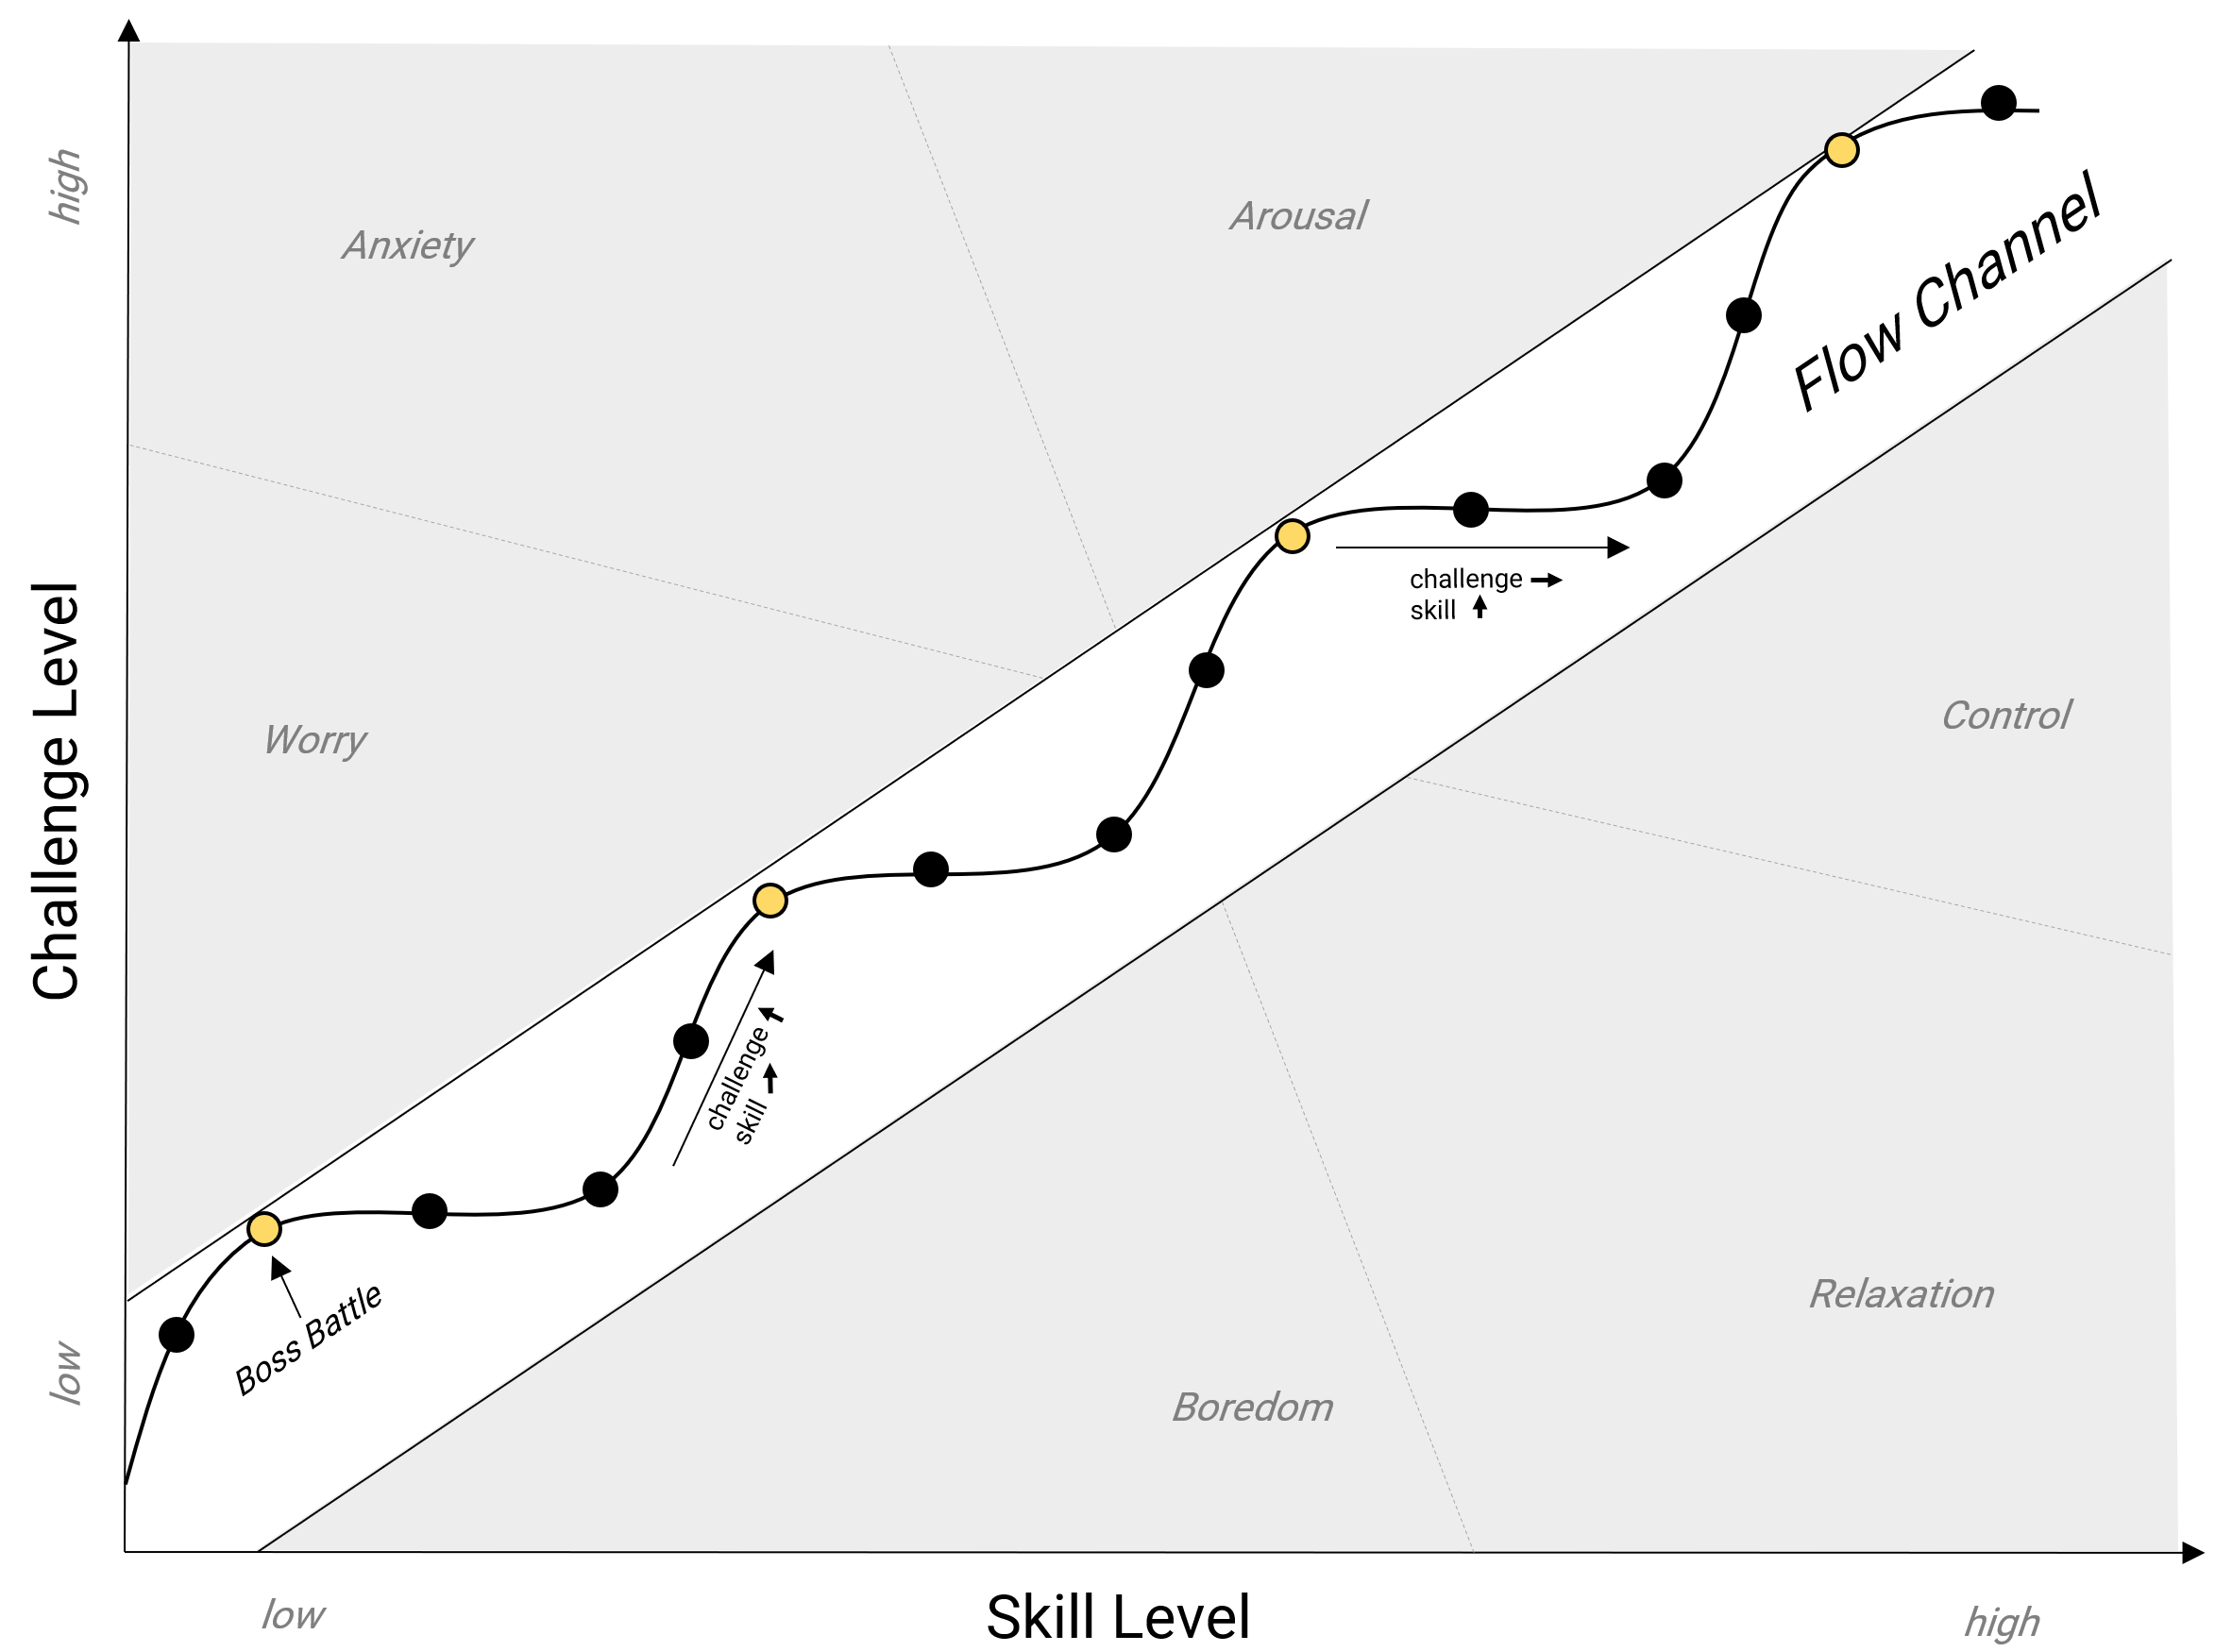 high
Anxiety
Arousal
Flow Channel
challenge
skill
Challenge Level
Worry
Control
challenge
skill
Boss Battle
low
Relaxation
Boredom
low
Skill Level
high